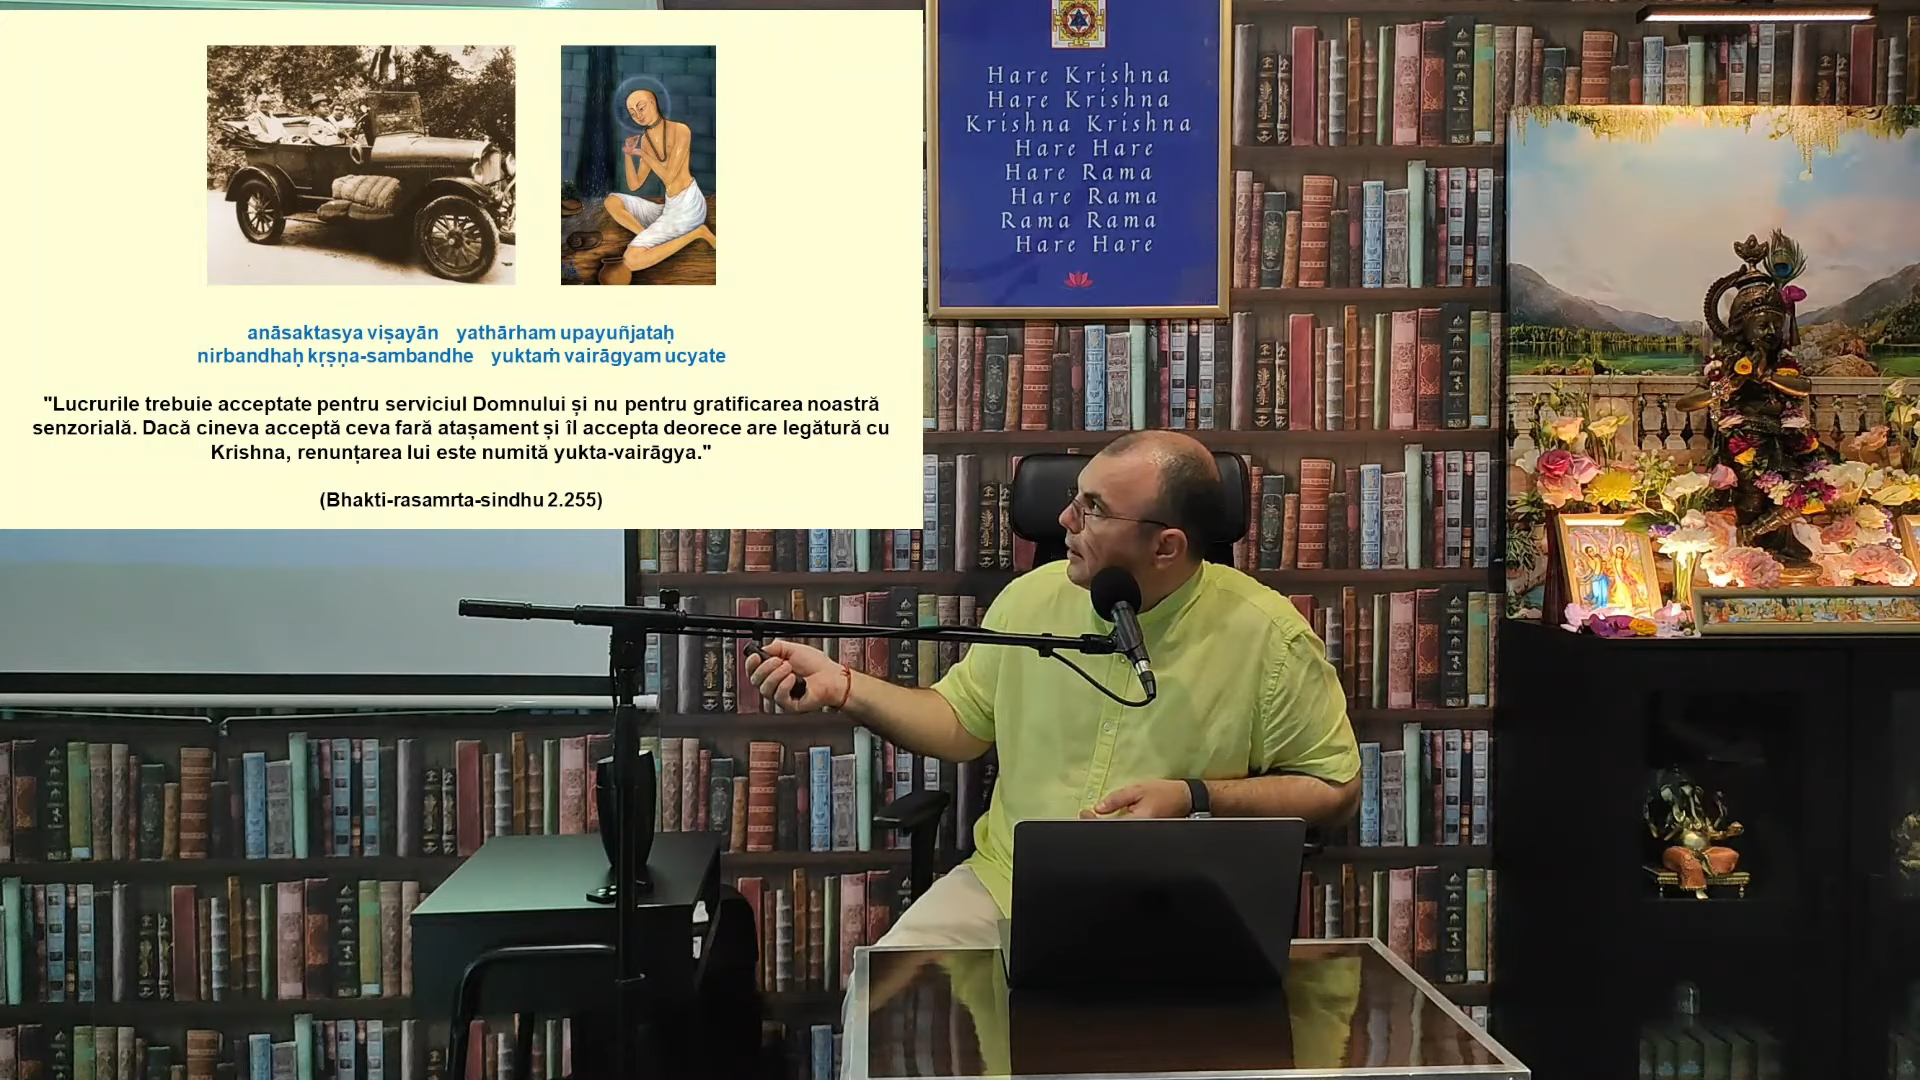 anāsaktasya viṣayān yathārham upayuñjataḥ
nirbandhaḥ kṛṣṇa-sambandhe yuktaṁ vairāgyam ucyate
"Lucrurile trebuie acceptate pentru serviciul Domnului și nu pentru gratificarea noastră
senzorială. Dacă cineva acceptă ceva fară atașament și îl accepta deorece are legătură cu
Krishna, renunțarea lui este numită yukta-vairāgya."
(Bhakti-rasamrta-sindhu 2.255)
Hare Krishna
Hare Krishna
Krishna Krishna
Hare Hare
Hare Rama
Hare Rama
Rama Rama
Hare Hare